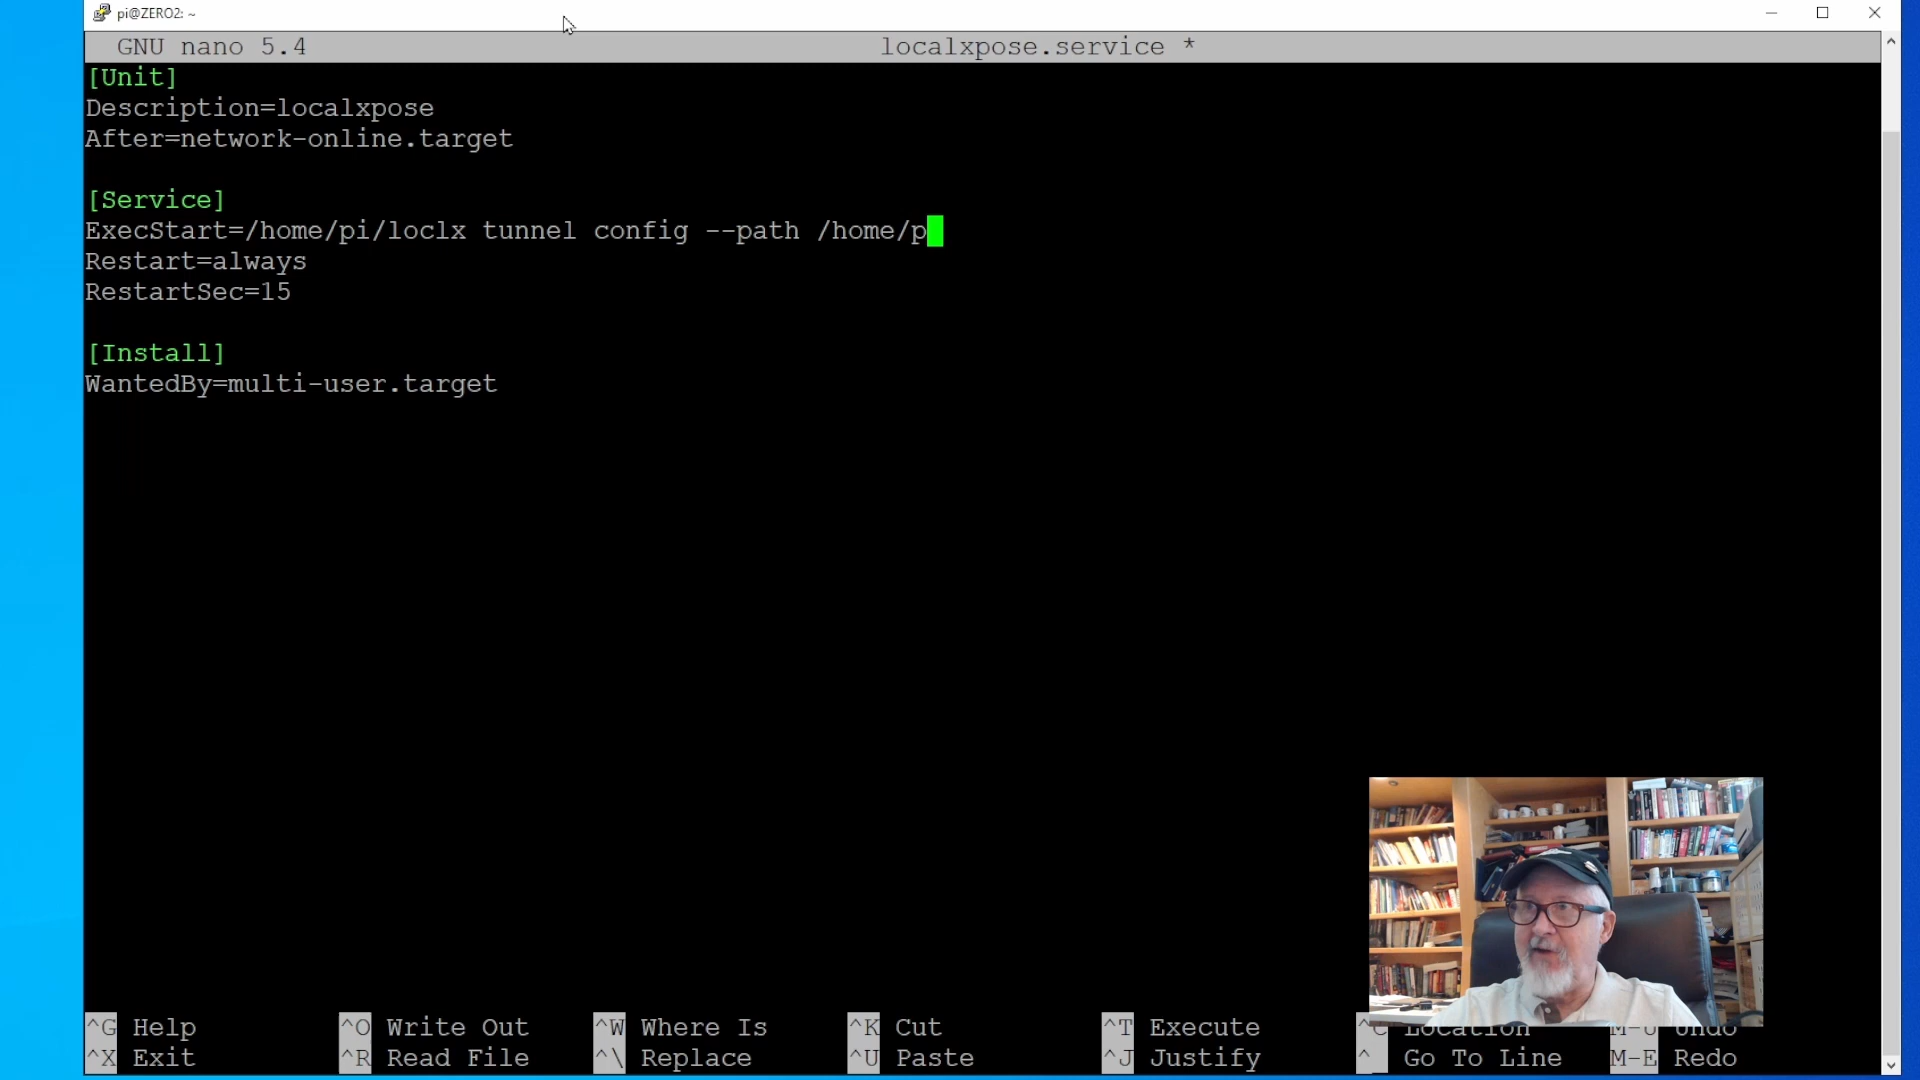 pi@ZERO2: ~
GNU nano 5.4 localxpose.service *
[Unit]
Description=localxpose
After=network-online.target
[Service]
ExecStart=/home/pi/loclx tunnel config --path /home/p
Restart=always
RestartSec=15
[Install]
WantedBy=multi-user.target
^G Help ^O Write Out ^W Where Is ^K Cut ^T Execute ^C Location M-U Undo
^X Exit ^R Read File ^\ Replace ^U Paste ^J Justify ^ Go To Line M-E Redo